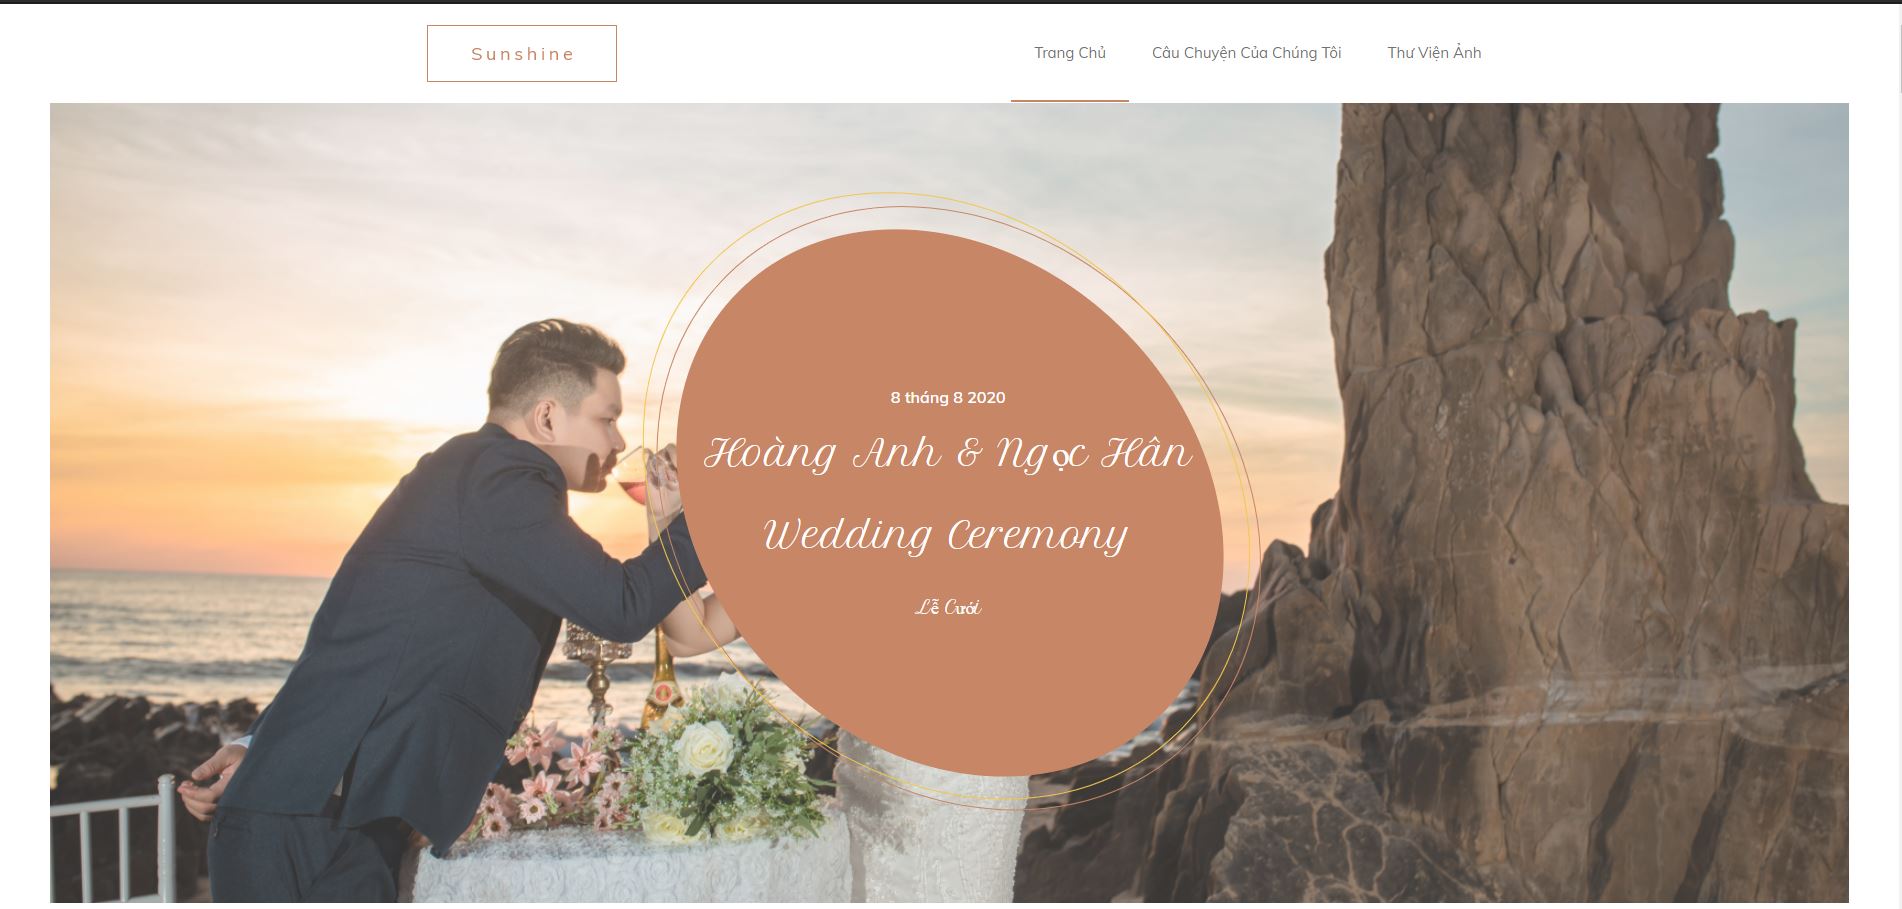 Sunshine
Trang Chủ Câu Chuyện Của Chúng Tôi Thư Viện Ảnh
8 tháng 8 2020
Hoàng Anh & Ngọc Hân
Wedding Ceremony
Lễ Cưới